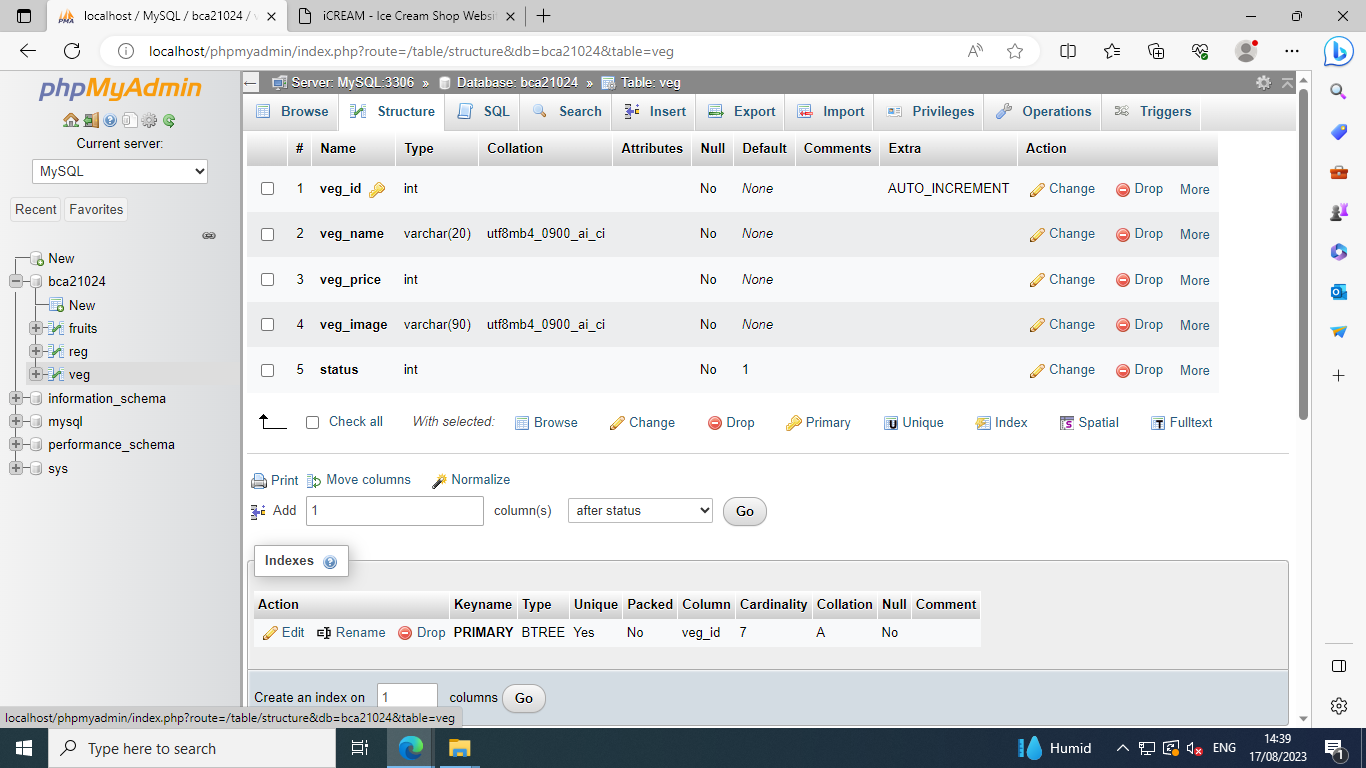 localhost / MySQL / bca21024 / v
iCREAM - Ice Cream Shop Websi
localhost/phpmyadmin/index.php?route=/table/structure&db=bca21024&table=veg
phpMyAdmin
Current server:
MySQL
Recent Favorites
New
bca21024
New
fruits
reg
veg
information_schema
mysql
performance_schema
sys
Server: MySQL:3306 » Database: bca21024 » Table: veg
Browse Structure SQL Search Insert Export Import Privileges Operations Triggers
# Name Type Collation Attributes Null Default Comments Extra Action
1 veg_id int No None AUTO_INCREMENT Change Drop More
2 veg_name varchar(20) utf8mb4_0900_ai_ci No None Change Drop More
3 veg_price int No None Change Drop More
4 veg_image varchar(90) utf8mb4_0900_ai_ci No None Change Drop More
5 status int No 1 Change Drop More
Check all With selected: Browse Change Drop Primary Unique Index Spatial Fulltext
Print Move columns Normalize
Add 1 column(s) after status Go
Indexes
Action Keyname Type Unique Packed Column Cardinality Collation Null Comment
Edit Rename Drop PRIMARY BTREE Yes No veg_id 7 A No
Create an index on 1 columns Go
localhost/phpmyadmin/index.php?route=/table/structure&db=bca21024&table=veg
Type here to search
Humid
ENG
14:39
17/08/2023
1